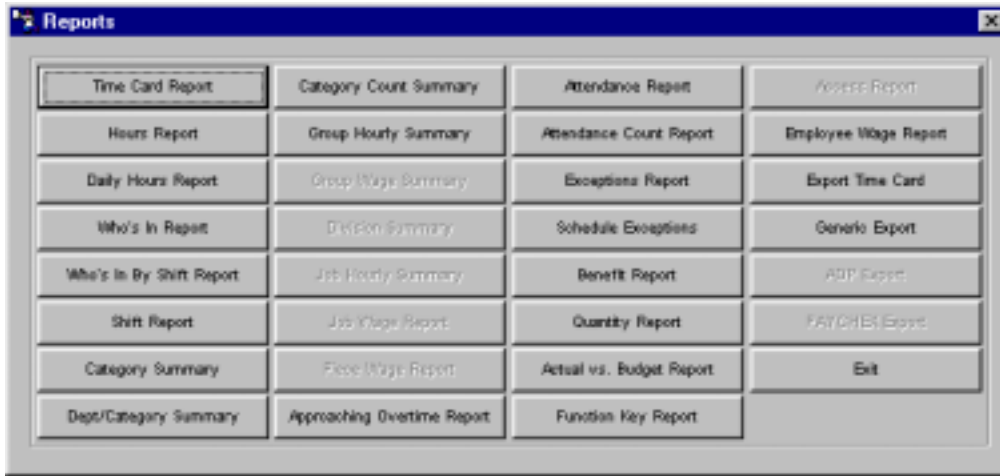 Reports
Time Card Report
Category Count Summary
Attendance Report
Access Report
Hours Report
Group Hourly Summary
Attendance Count Report
Employee Wage Report
Daily Hours Report
Group Wage Summary
Exceptions Report
Export Time Card
Who's In Report
Division Summary
Schedule Exceptions
Generic Export
Who's In By Shift Report
Job Hourly Summary
Benefit Report
ADP Export
Shift Report
Job Wage Report
Quantity Report
PAYCHEX Export
Category Summary
Piece Wage Report
Actual vs. Budget Report
Exit
Dept/Category Summary
Approaching Overtime Report
Function Key Report